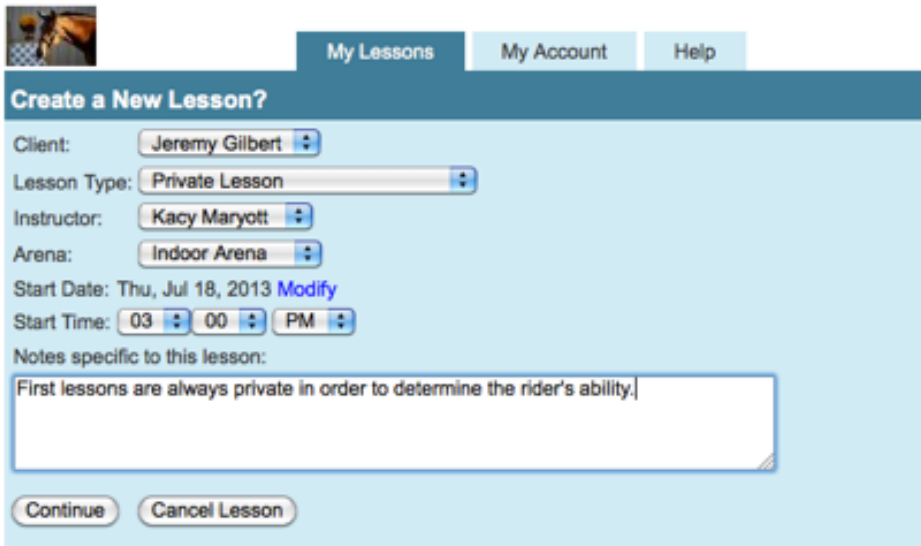 My Lessons My Account Help
Create a New Lesson?
Client: Jeremy Gilbert
Lesson Type: Private Lesson
Instructor: Kacy Maryott
Arena: Indoor Arena
Start Date: Thu, Jul 18, 2013 Modify
Start Time: 03 00 PM
Notes specific to this lesson:
First lessons are always private in order to determine the rider's ability.
Continue Cancel Lesson